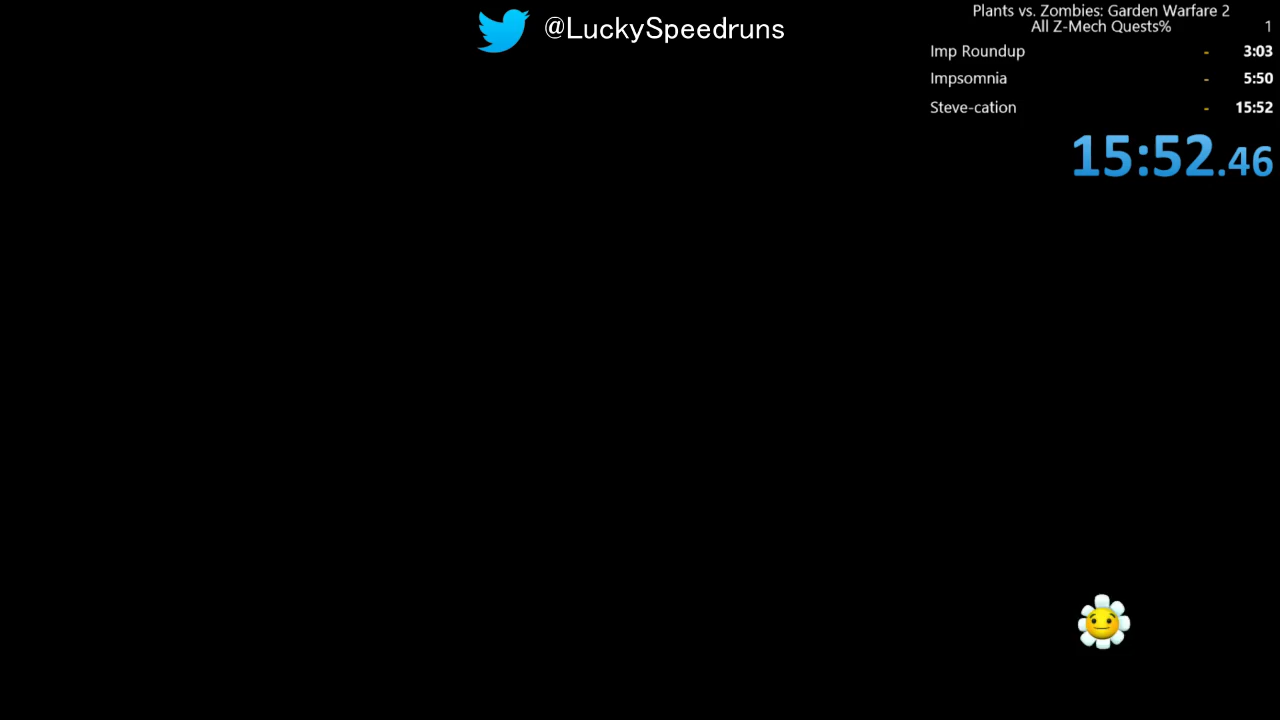 @LuckySpeedruns
Plants vs. Zombies: Garden Warfare 2
All Z-Mech Quests% 1
Imp Roundup - 3:03
Impsomnia - 5:50
Steve-cation - 15:52
15:52.46